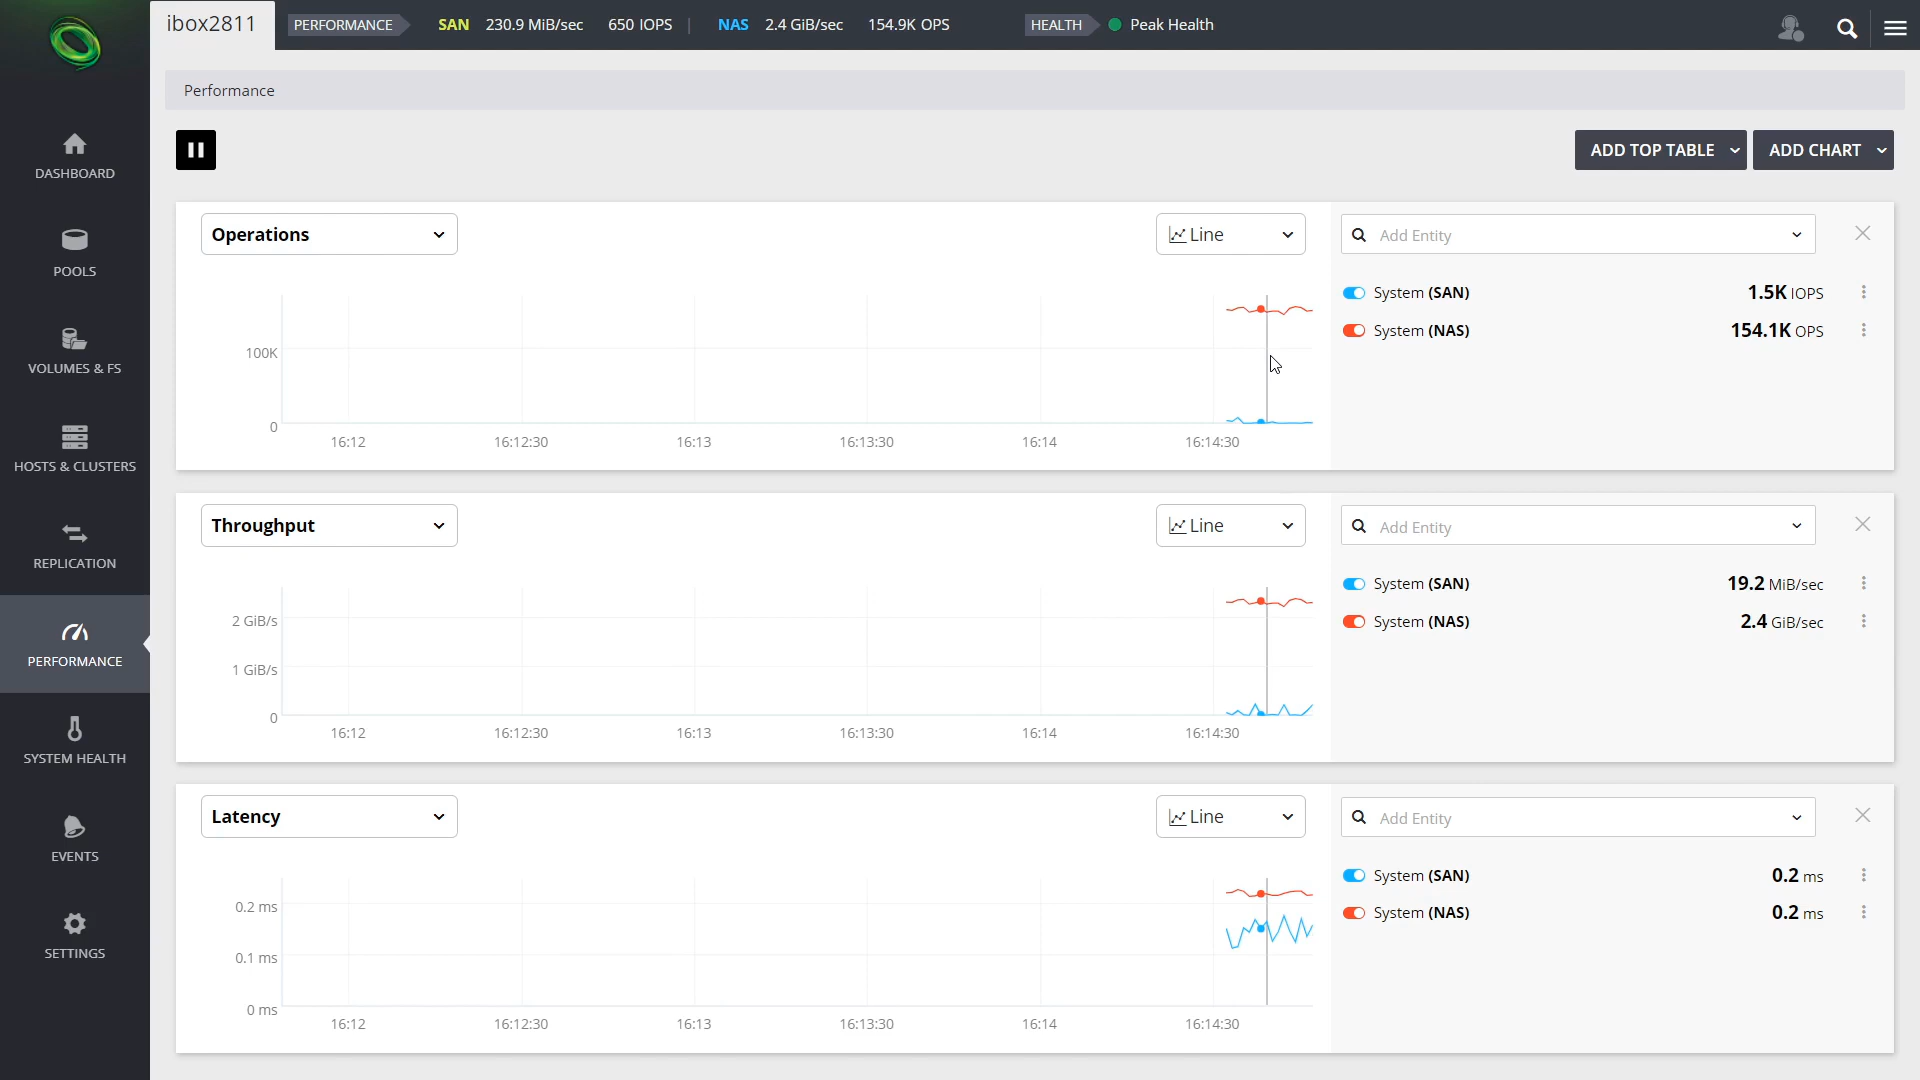 ibox2811 PERFORMANCE SAN 230.9 MiB/sec 650 IOPS NAS 2.4 GiB/sec 154.9K OPS HEALTH Peak Health
Performance
ADD TOP TABLE ADD CHART
DASHBOARD
POOLS
VOLUMES & FS
HOSTS & CLUSTERS
REPLICATION
PERFORMANCE
SYSTEM HEALTH
EVENTS
SETTINGS
Operations Line Add Entity
System (SAN) 1.5K IOPS
System (NAS) 154.1K OPS
100K
0
16:12 16:12:30 16:13 16:13:30 16:14 16:14:30
Throughput Line Add Entity
System (SAN) 19.2 MiB/sec
System (NAS) 2.4 GiB/sec
2 GiB/s
1 GiB/s
0
16:12 16:12:30 16:13 16:13:30 16:14 16:14:30
Latency Line Add Entity
System (SAN) 0.2 ms
System (NAS) 0.2 ms
0.2 ms
0.1 ms
0 ms
16:12 16:12:30 16:13 16:13:30 16:14 16:14:30